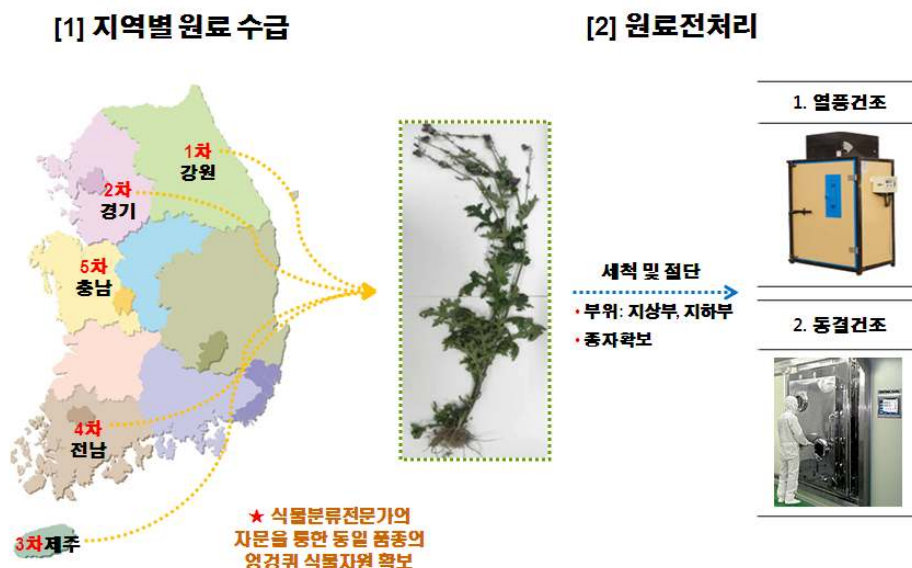 [1] 지역별 원료 수급
[2] 원료전처리
1차
강원
2차
경기
5차
충남
4차
전남
3차제주
★ 식물분류전문가의
자문을 통한 동일 품종의
엉겅퀴 식물자원 확보
세척 및 절단
• 부위: 지상부, 지하부
• 종자확보
1. 열풍건조
2. 동결건조